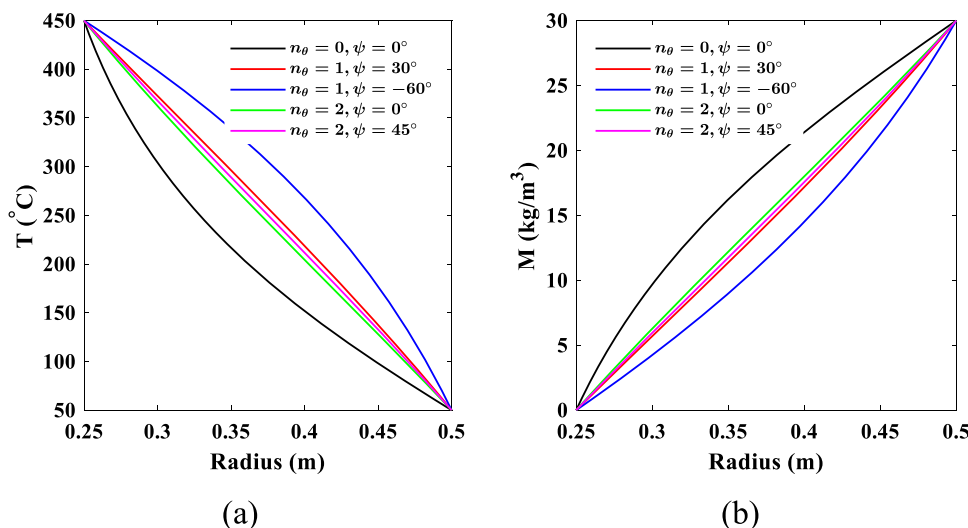 450
400
350
300
250
200
150
100
50
T (°C)
n_θ = 0, ψ = 0°
n_θ = 1, ψ = 30°
n_θ = 1, ψ = −60°
n_θ = 2, ψ = 0°
n_θ = 2, ψ = 45°
0.25 0.3 0.35 0.4 0.45 0.5
Radius (m)
(a)
30
25
20
15
10
5
0
M (kg/m³)
n_θ = 0, ψ = 0°
n_θ = 1, ψ = 30°
n_θ = 1, ψ = −60°
n_θ = 2, ψ = 0°
n_θ = 2, ψ = 45°
0.25 0.3 0.35 0.4 0.45 0.5
Radius (m)
(b)